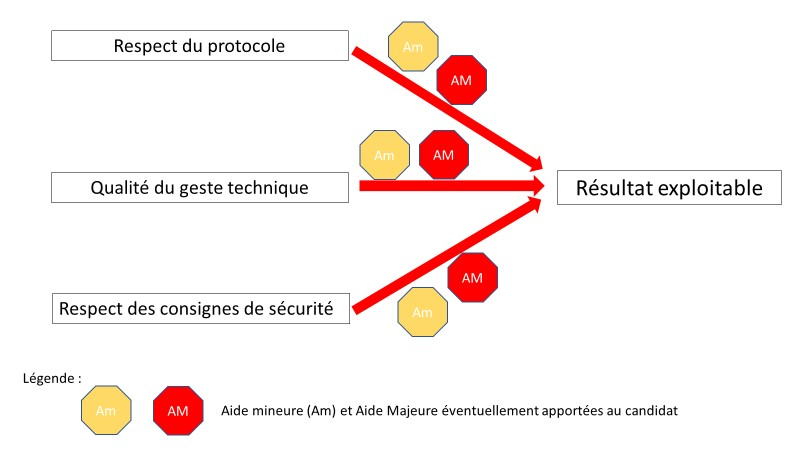 Respect du protocole
Am
AM
Am
AM
Qualité du geste technique
Résultat exploitable
AM
Respect des consignes de sécurité
Am
Légende :
Am
AM
Aide mineure (Am) et Aide Majeure éventuellement apportées au candidat